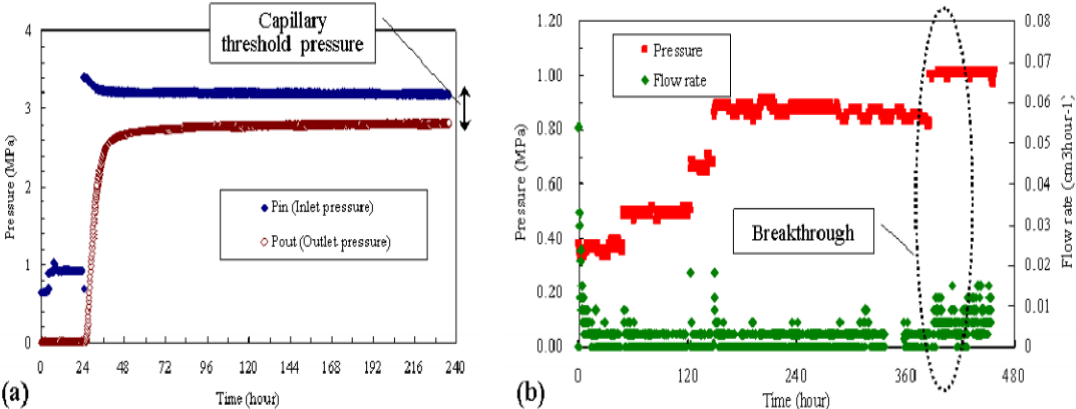 Capillary
threshold pressure
4
3
2
1
0
Pressure (MPa)
Pin (Inlet pressure)
Pout (Outlet pressure)
0 24 48 72 96 120 144 168 192 216 240
Time (hour)
(a)
1.20
1.00
0.80
0.60
0.40
0.20
0.00
Pressure (MPa)
Pressure
Flow rate
Breakthrough
0.08
0.07
0.06
0.05
0.04
0.03
0.02
0.01
0
Flow rate (cm3hour-1)
0 120 240 360 480
Time (hour)
(b)